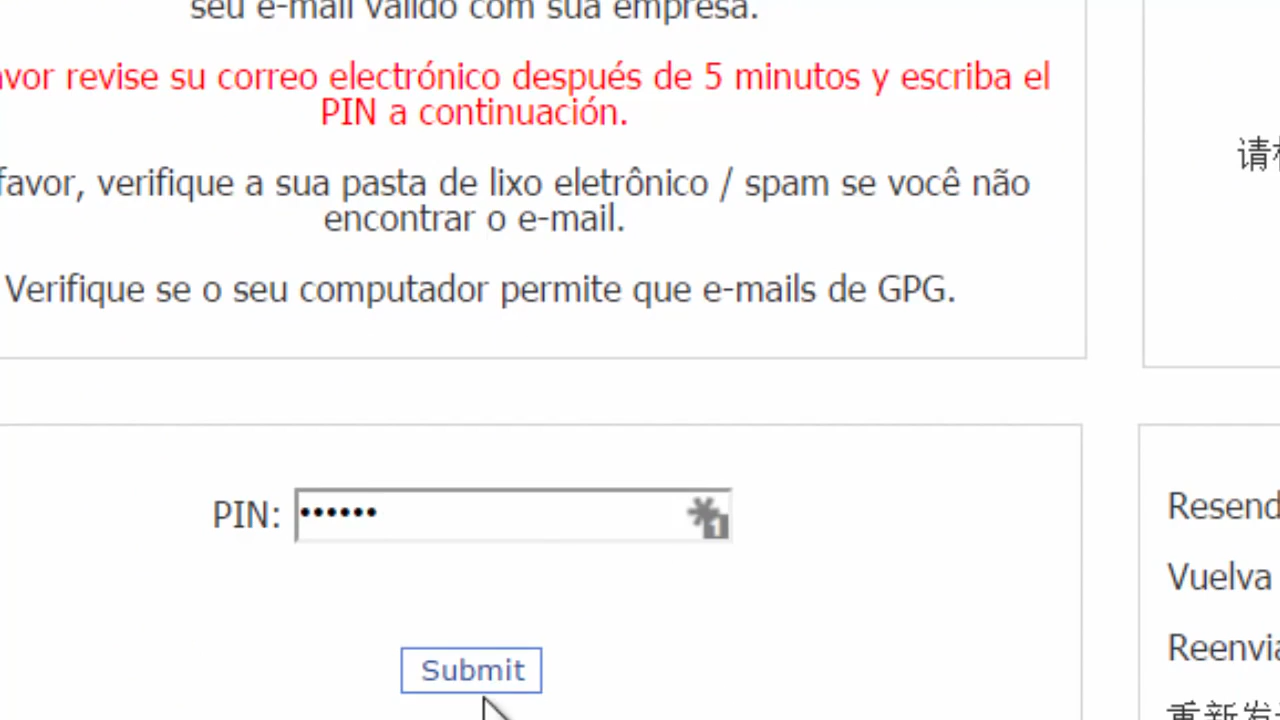 seu e-mail válido com sua empresa.
avor revise su correo electrónico después de 5 minutos y escriba el
PIN a continuación.
favor, verifique a sua pasta de lixo eletrônico / spam se você não
encontrar o e-mail.
Verifique se o seu computador permite que e-mails de GPG.
请
PIN: ••••••
1
Submit
Resend
Vuelva
Reenvia
重新发